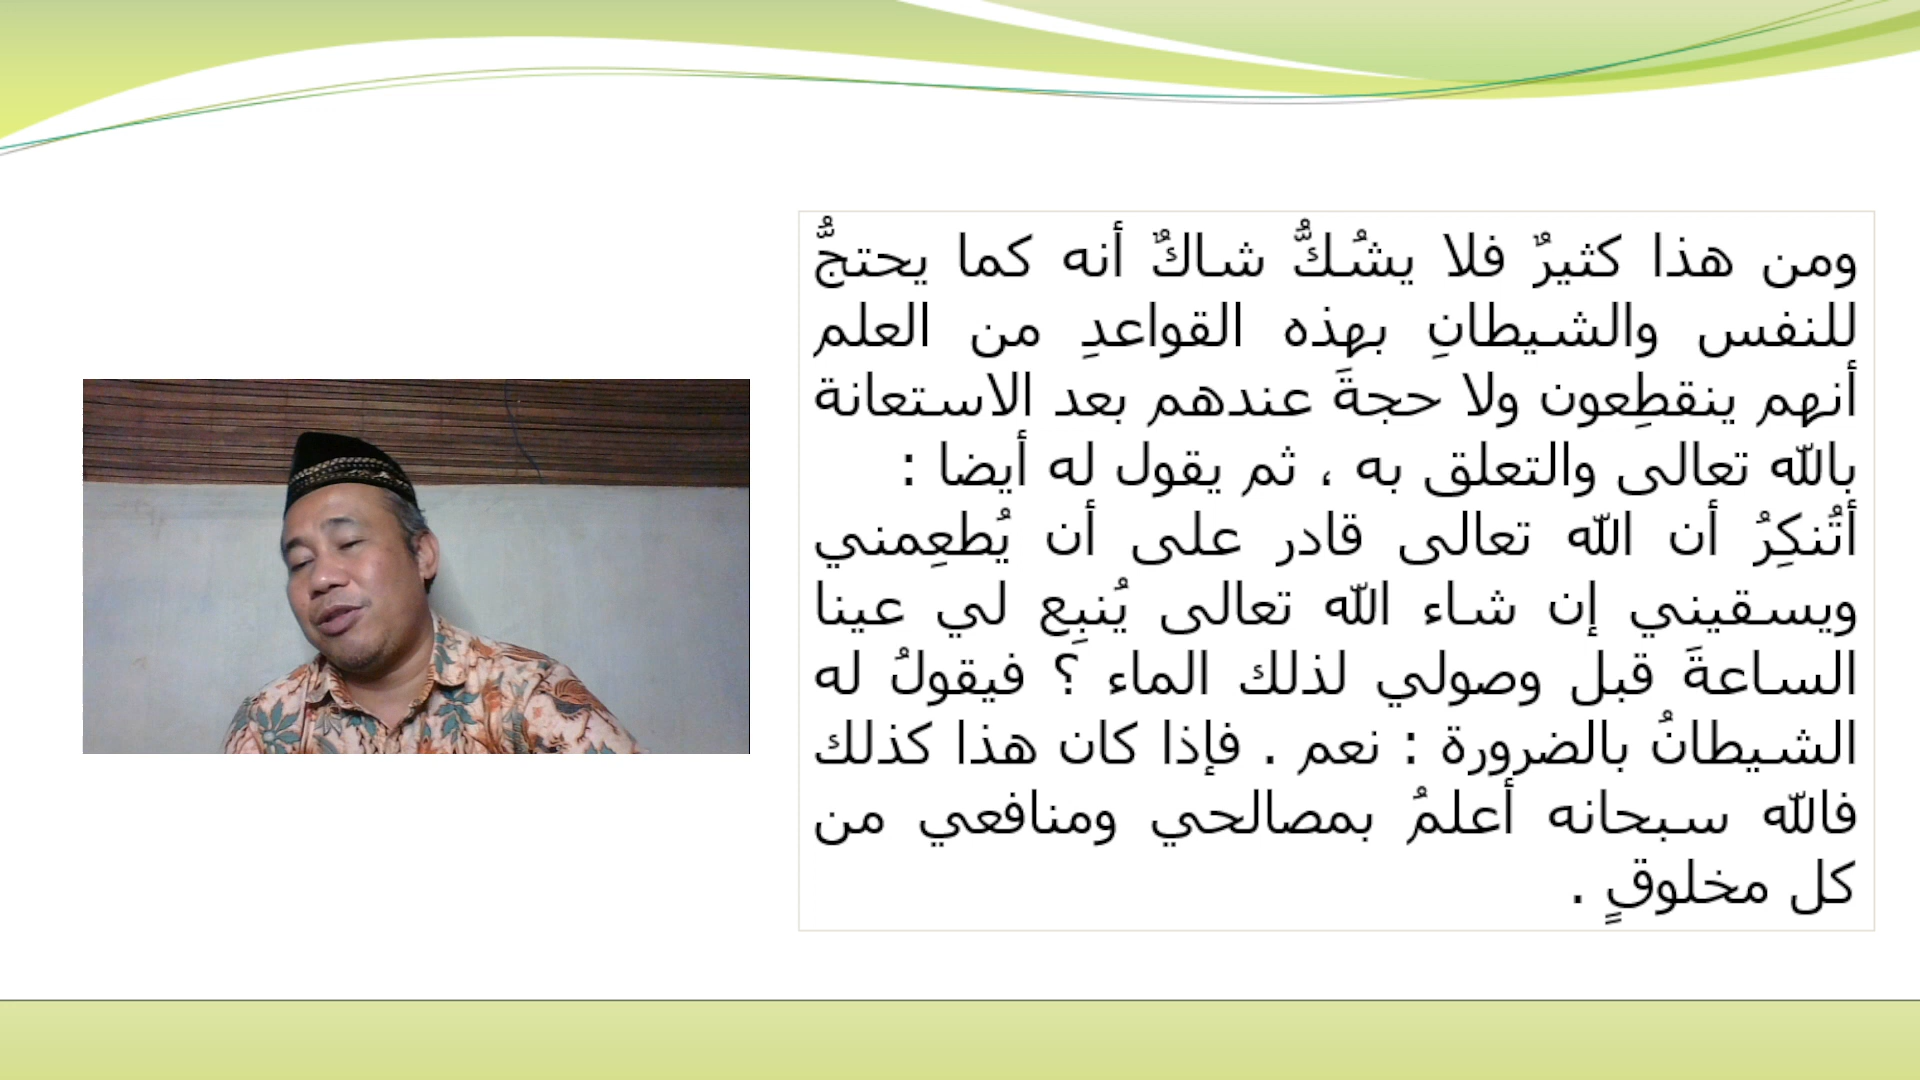 ومن هذا كثيرٌ فلا يشُكُّ شاكٌ أنه كما يحتجُّ
للنفس والشيطانِ بهذه القواعدِ من العلم
أنهم ينقطِعون ولا حجةَ عندهم بعد الاستعانة
بالله تعالى والتعلق به ، ثم يقول له أيضا :
أتُنكِرُ أن الله تعالى قادر على أن يُطعِمني
ويسقيني إن شاء الله تعالى يُنبِع لي عينا
الساعةَ قبل وصولي لذلك الماء ؟ فيقولُ له
الشيطانُ بالضرورة : نعم . فإذا كان هذا كذلك
فالله سبحانه أعلمُ بمصالحي ومنافعي من
كل مخلوقٍ .